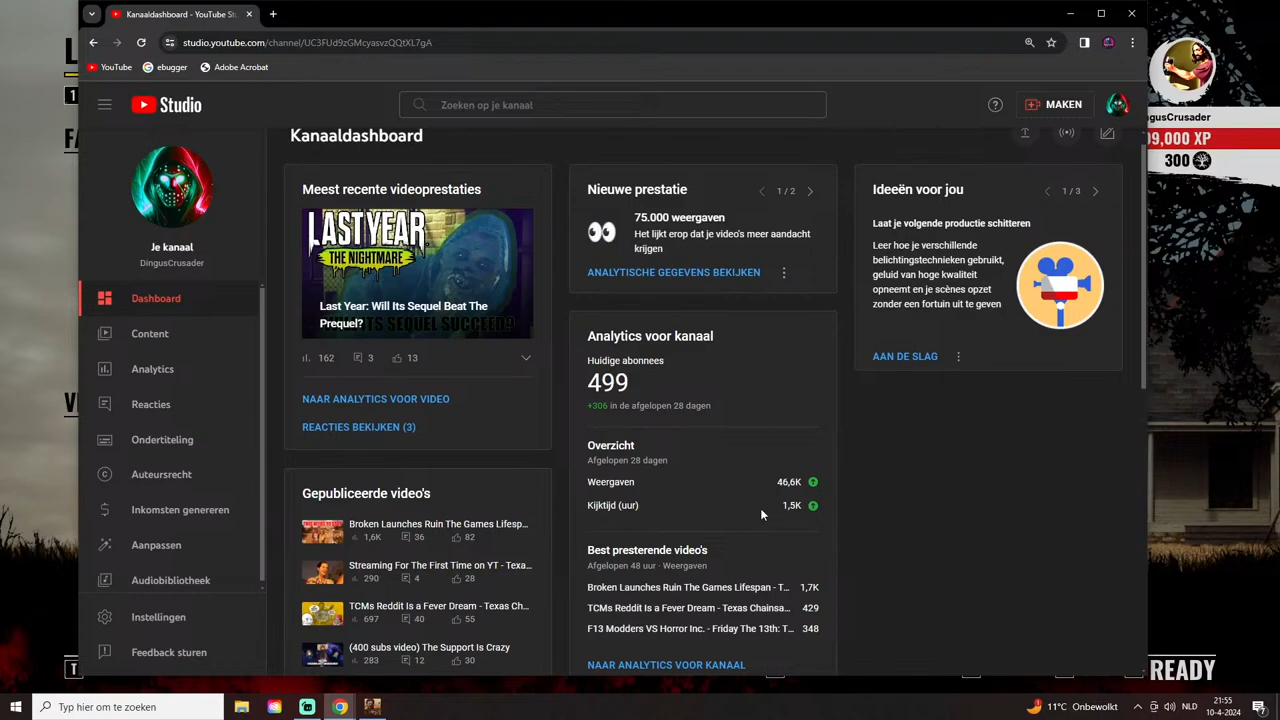 Kanaaldashboard - YouTube Stu
studio.youtube.com/channel/UC3FUd9zGMcyasvzQQtXL7gA
YouTube
ebugger
Adobe Acrobat
Studio
Zoeken op je kanaal
MAKEN
ngusCrusader
09,000 XP
300
Kanaaldashboard
Je kanaal
DingusCrusader
Dashboard
Content
Analytics
Reacties
Ondertiteling
Auteursrecht
Inkomsten genereren
Aanpassen
Audiobibliotheek
Instellingen
Feedback sturen
Meest recente videoprestaties
LAST YEAR
THE NIGHTMARE
Last Year: Will Its Sequel Beat The
Prequel?
162 3 13
NAAR ANALYTICS VOOR VIDEO
REACTIES BEKIJKEN (3)
Gepubliceerde video's
Broken Launches Ruin The Games Lifesp...
1,6K 36 82
Streaming For The First Time on YT - Texa...
290 4 28
TCMs Reddit Is a Fever Dream - Texas Ch...
697 40 55
(400 subs video) The Support Is Crazy
283 12 30
Nieuwe prestatie
1 / 2
75.000 weergaven
Het lijkt erop dat je video's meer aandacht
krijgen
ANALYTISCHE GEGEVENS BEKIJKEN
Analytics voor kanaal
Huidige abonnees
499
+306 in de afgelopen 28 dagen
Overzicht
Afgelopen 28 dagen
Weergaven 46,6K
Kijktijd (uur) 1,5K
Best presterende video's
Afgelopen 48 uur · Weergaven
Broken Launches Ruin The Games Lifespan - T... 1,7K
TCMs Reddit Is a Fever Dream - Texas Chainsa... 429
F13 Modders VS Horror Inc. - Friday The 13th: T... 348
NAAR ANALYTICS VOOR KANAAL
Ideeën voor jou
1 / 3
Laat je volgende productie schitteren
Leer hoe je verschillende
belichtingstechnieken gebruikt,
geluid van hoge kwaliteit
opneemt en je scènes opzet
zonder een fortuin uit te geven
AAN DE SLAG
READY
Typ hier om te zoeken
11°C Onbewolkt
NLD
21:55
10-4-2024